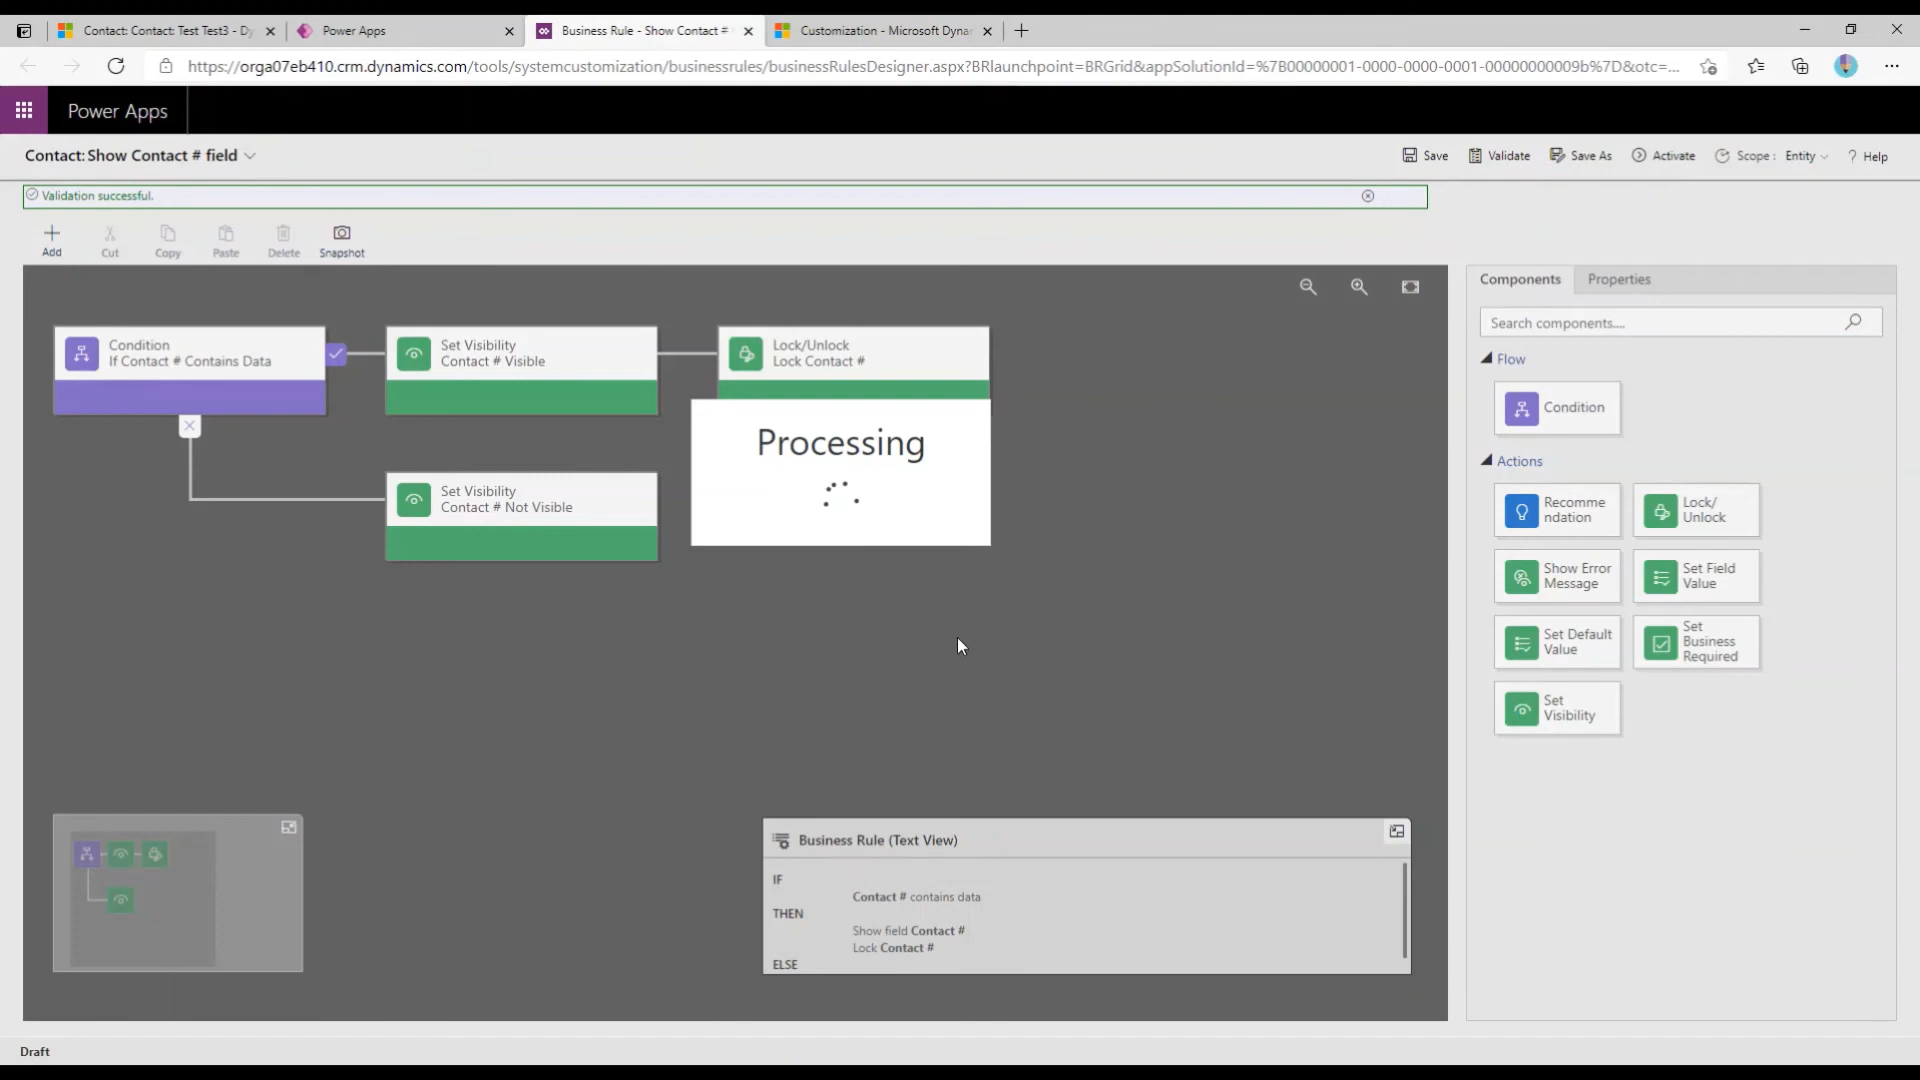 Contact: Contact: Test Test3 - Dy
Power Apps
Business Rule - Show Contact #
Customization - Microsoft Dynam
https://orga07eb410.crm.dynamics.com/tools/systemcustomization/businessrules/businessRulesDesigner.aspx?BRlaunchpoint=BRGrid&appSolutionId=%7B00000001-0000-0000-0001-00000000009b%7D&otc=...
Power Apps
Contact: Show Contact # field
Save
Validate
Save As
Activate
Scope :
Entity
? Help
Validation successful.
Add
Cut
Copy
Paste
Delete
Snapshot
Components
Properties
Search components....
Condition
If Contact # Contains Data
Set Visibility
Contact # Visible
Lock/Unlock
Lock Contact #
Flow
Condition
Processing
Actions
Set Visibility
Contact # Not Visible
Recomme
ndation
Lock/
Unlock
Show Error
Message
Set Field
Value
Set Default
Value
Set
Business
Required
Set
Visibility
Business Rule (Text View)
IF
Contact # contains data
THEN
Show field Contact #
Lock Contact #
ELSE
Draft